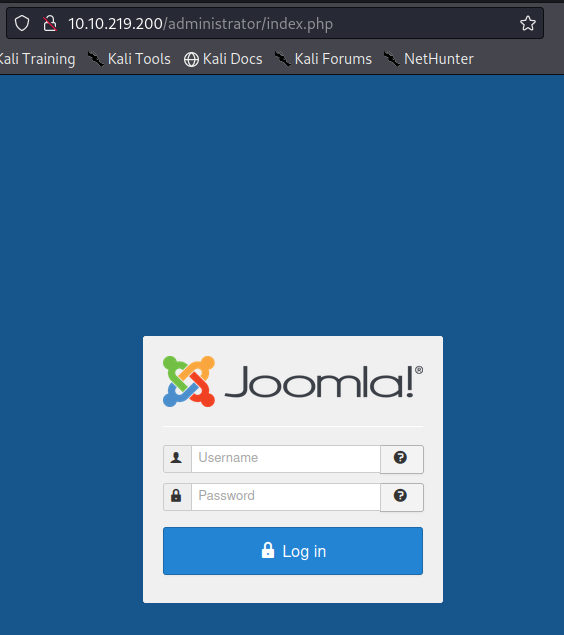 10.10.219.200/administrator/index.php
Kali Training Kali Tools Kali Docs Kali Forums NetHunter
Joomla!®
Username
Password
Log in